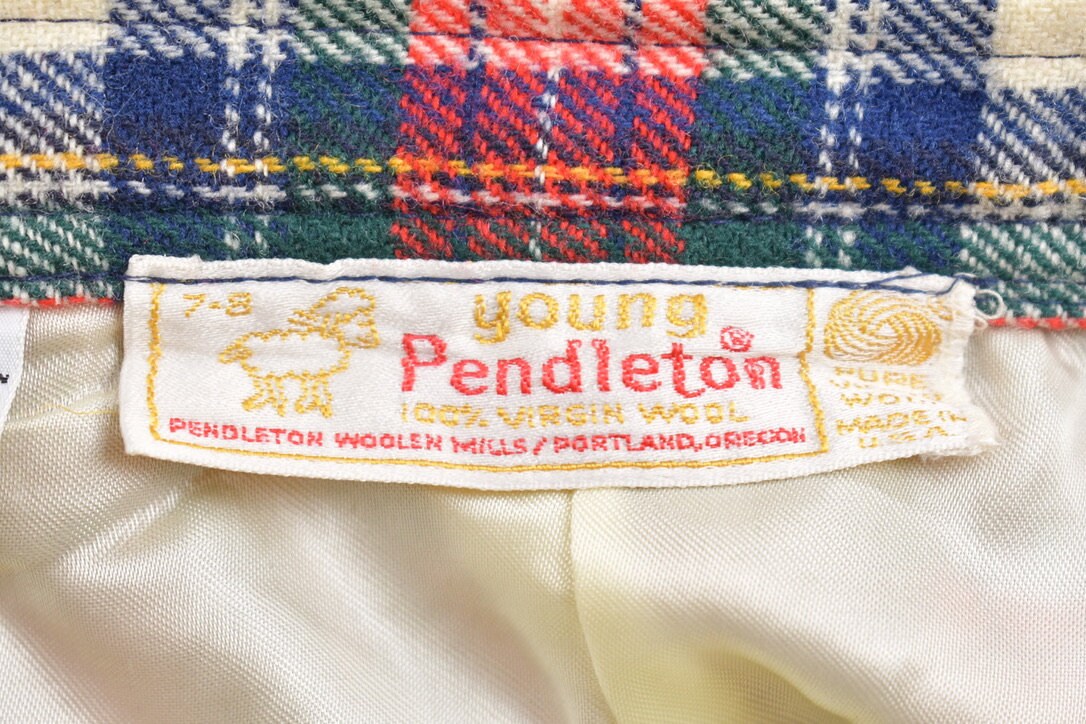 7-8
young
Pendleton®
100% VIRGIN WOOL
PENDLETON WOOLEN MILLS/PORTLAND, OREGON
PURE
WOOL
MADE IN
U.S.A.